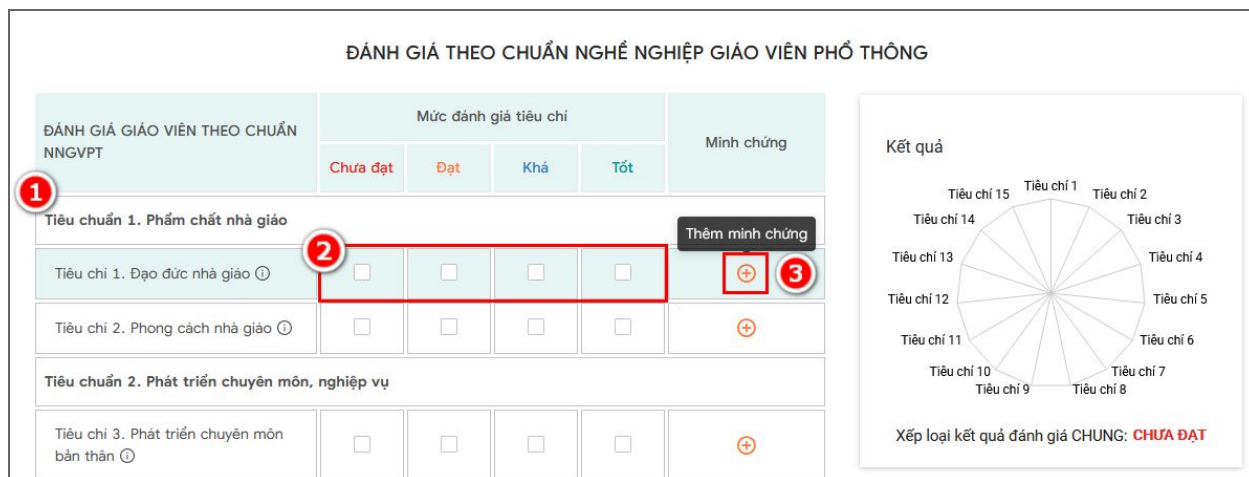 ĐÁNH GIÁ THEO CHUẨN NGHỀ NGHIỆP GIÁO VIÊN PHỔ THÔNG
ĐÁNH GIÁ GIÁO VIÊN THEO CHUẨN
NNGVPT
Mức đánh giá tiêu chí
Chưa đạt
Đạt
Khá
Tốt
Minh chứng
1
Tiêu chuẩn 1. Phẩm chất nhà giáo
Thêm minh chứng
2
Tiêu chí 1. Đạo đức nhà giáo
3
Tiêu chí 2. Phong cách nhà giáo
Tiêu chuẩn 2. Phát triển chuyên môn, nghiệp vụ
Tiêu chí 3. Phát triển chuyên môn
bản thân
Kết quả
Tiêu chí 1
Tiêu chí 2
Tiêu chí 3
Tiêu chí 4
Tiêu chí 5
Tiêu chí 6
Tiêu chí 7
Tiêu chí 8
Tiêu chí 9
Tiêu chí 10
Tiêu chí 11
Tiêu chí 12
Tiêu chí 13
Tiêu chí 14
Tiêu chí 15
Xếp loại kết quả đánh giá CHUNG: CHƯA ĐẠT